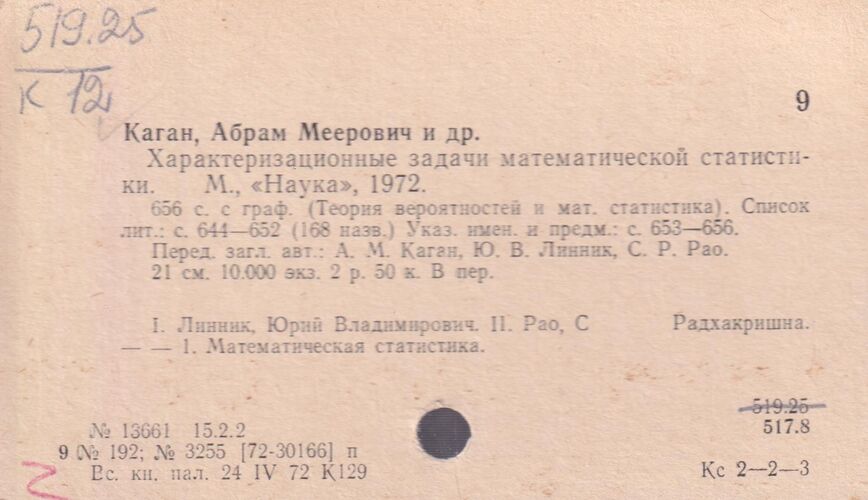 519.25
К 12
9
Каган, Абрам Меерович и др.
Характеризационные задачи математической статисти-
ки. М., «Наука», 1972.
656 с. с граф. (Теория вероятностей и мат. статистика). Список
лит.: с. 644—652 (168 назв.) Указ. имен. и предм.: с. 653—656.
Перед. загл. авт.: А. М. Каган, Ю. В. Линник, С. Р. Рао.
21 см. 10.000 экз. 2 р. 50 к. В пер.
I. Линник, Юрий Владимирович. II. Рао, С Радхакришна.
— — 1. Математическая статистика.
519.25
517.8
№ 13661 15.2.2
9 (№ 192; № 3255 [72-30166] п
Вс. кн. пал. 24 IV 72 К129
Кс 2—2—3